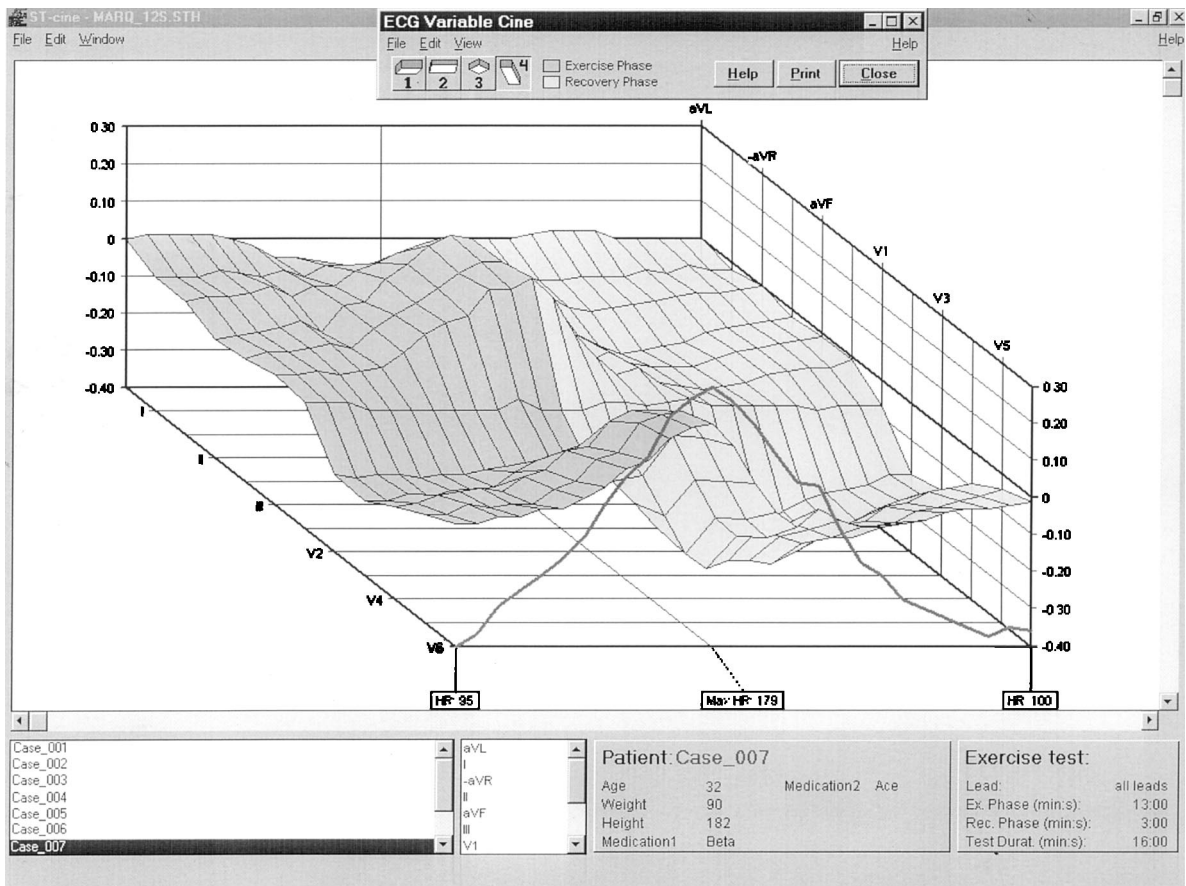 ST-cine - MARQ_12S.STH
File Edit Window
Help
ECG Variable Cine
File Edit View
Help
1 2 3 4
Exercise Phase
Recovery Phase
Help Print Close
aVL
-aVR
aVF
V1
V3
V5
0.30
0.20
0.10
0
-0.10
-0.20
-0.30
-0.40
I
II
III
V2
V4
V6
0.30
0.20
0.10
0
-0.10
-0.20
-0.30
-0.40
HR 95
Max HR 179
HR 100
Case_001
Case_002
Case_003
Case_004
Case_005
Case_006
Case_007
aVL
I
-aVR
II
aVF
III
V1
Patient: Case_007
Age 32 Medication2 Ace
Weight 90
Height 182
Medication1 Beta
Exercise test:
Lead: all leads
Ex. Phase (min:s): 13:00
Rec. Phase (min:s): 3:00
Test Durat. (min:s): 16:00